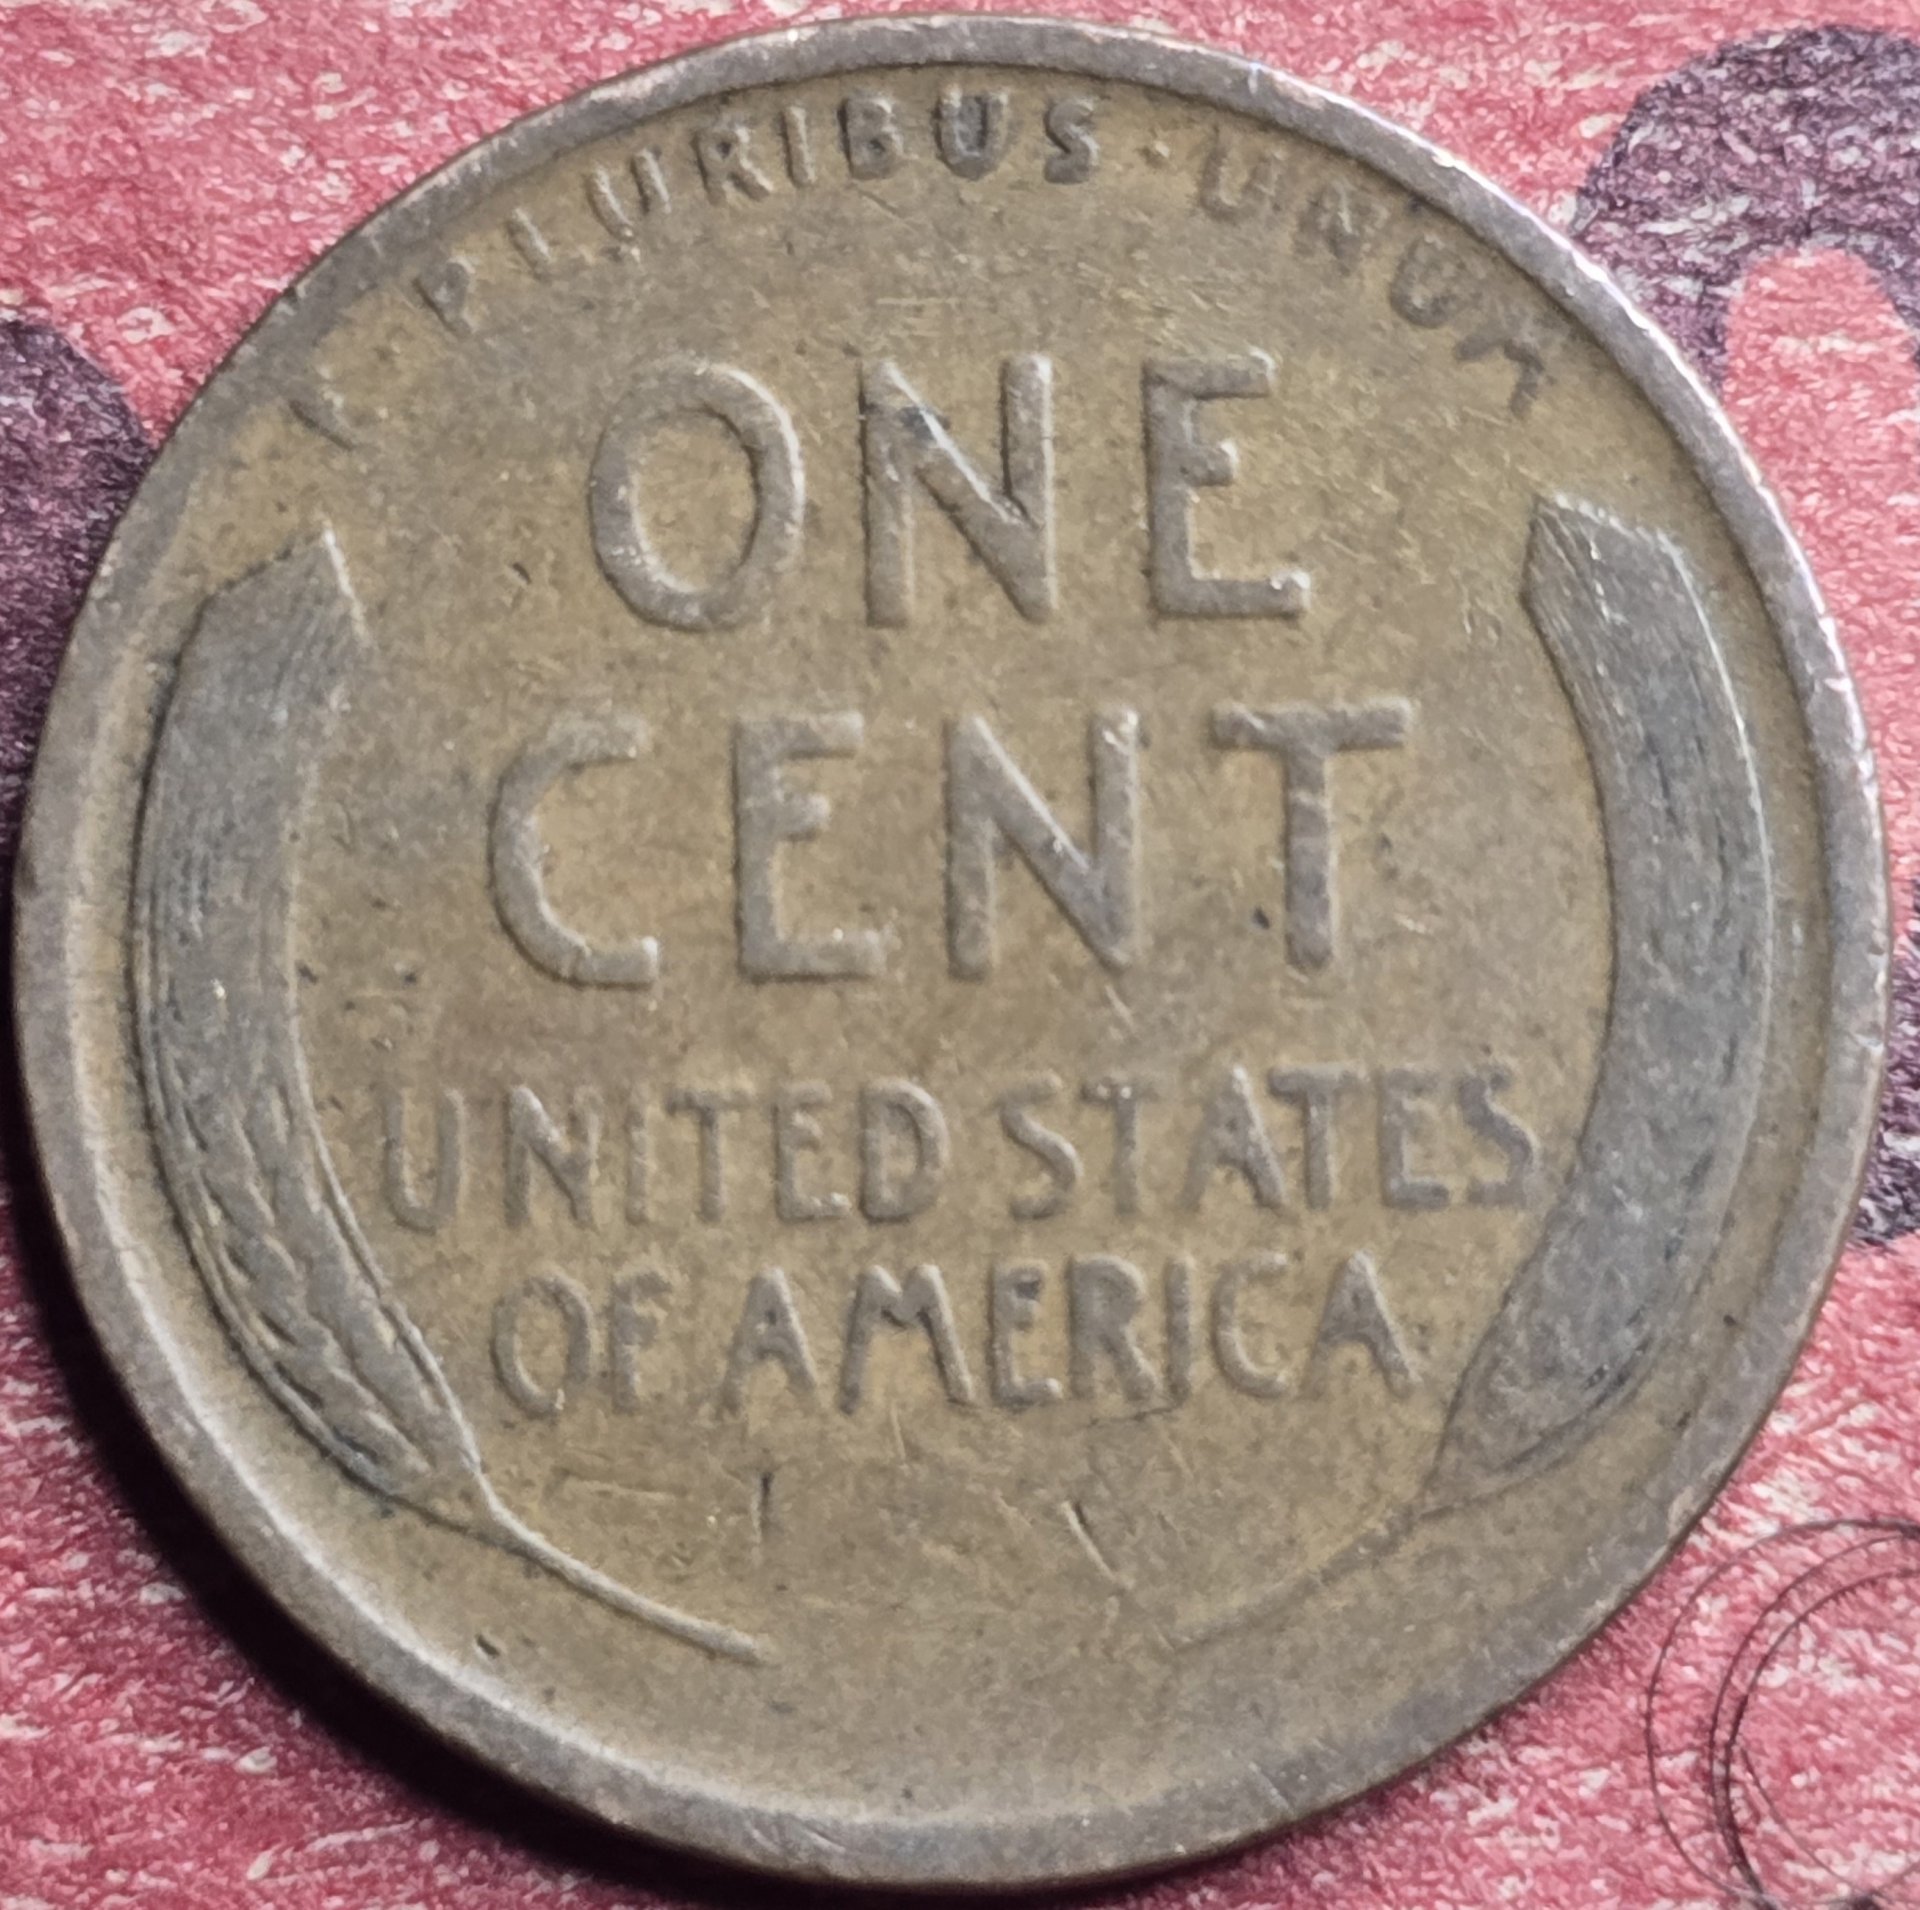 E PLURIBUS · UNUM
ONE
CENT
UNITED STATES
OF AMERICA